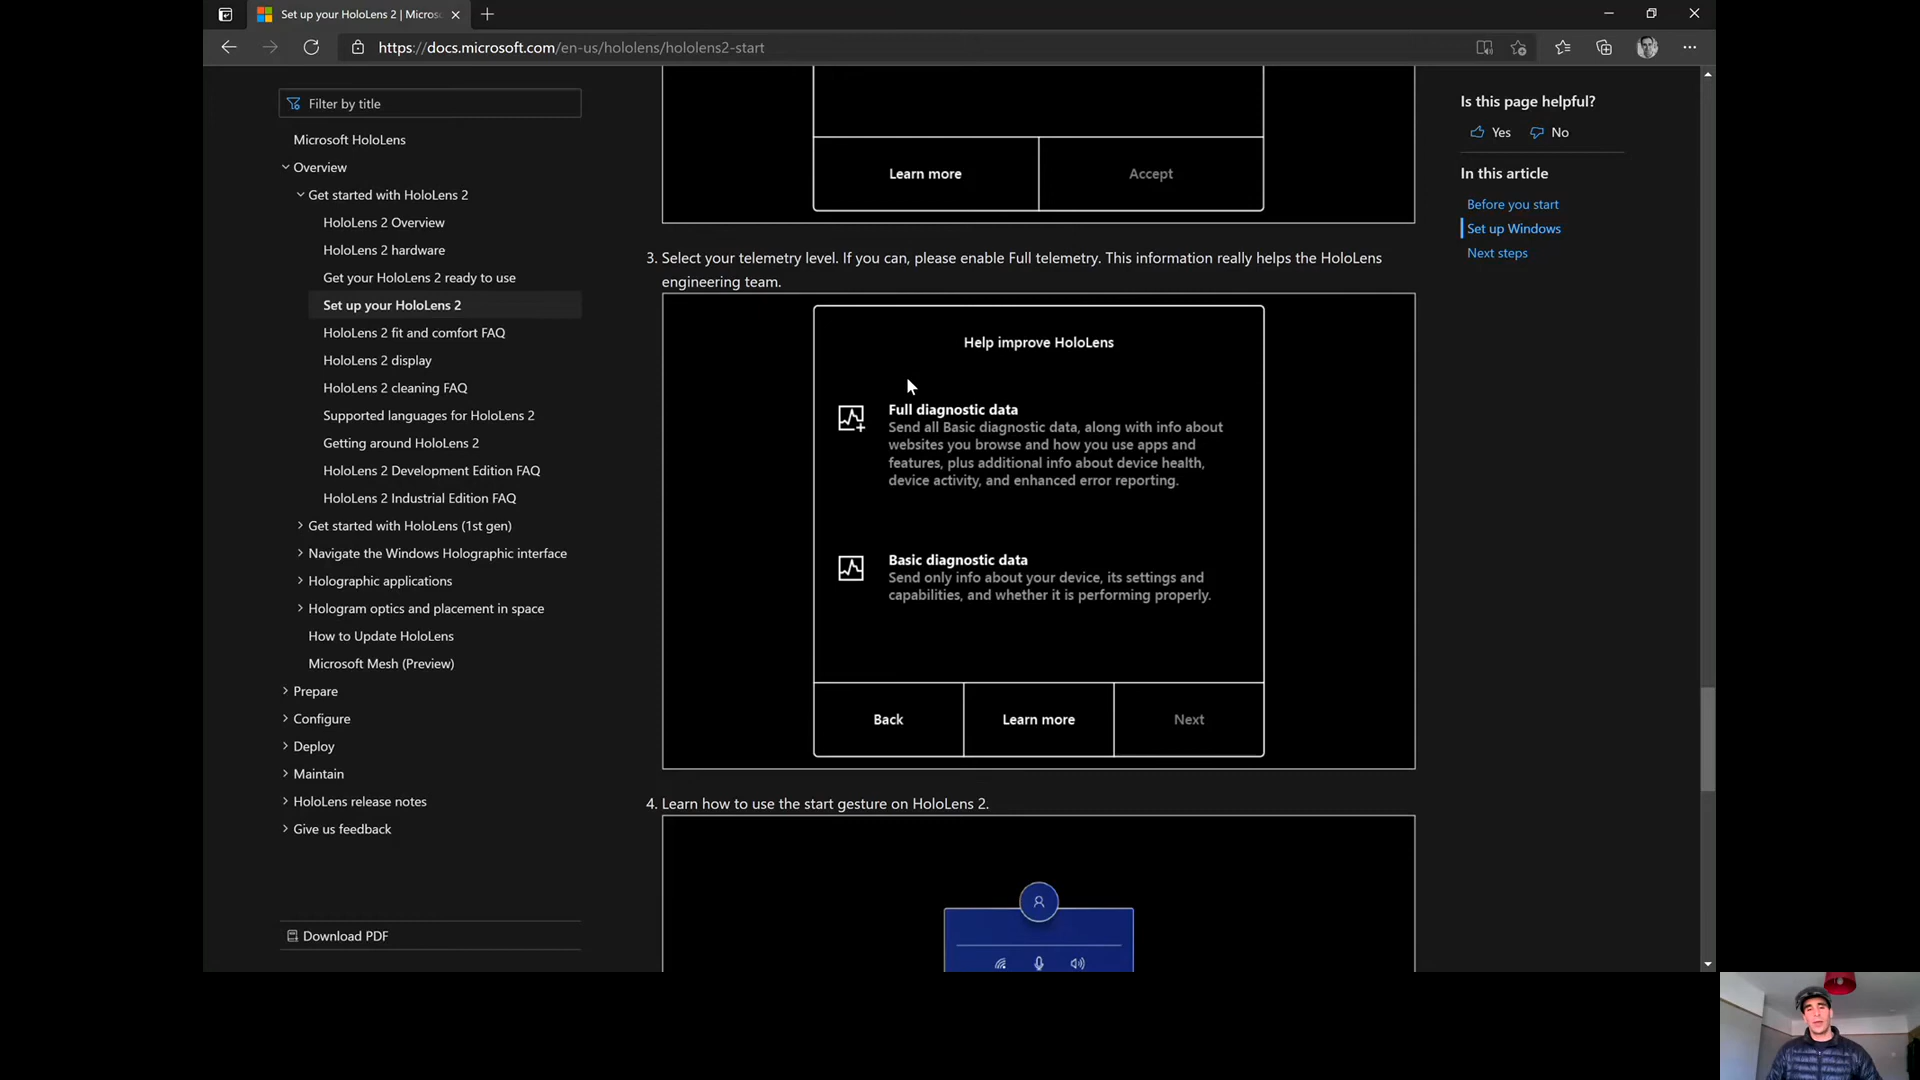 Set up your HoloLens 2 | Micros
https://docs.microsoft.com/en-us/hololens/hololens2-start
Filter by title
Microsoft HoloLens
Overview
Get started with HoloLens 2
HoloLens 2 Overview
HoloLens 2 hardware
Get your HoloLens 2 ready to use
Set up your HoloLens 2
HoloLens 2 fit and comfort FAQ
HoloLens 2 display
HoloLens 2 cleaning FAQ
Supported languages for HoloLens 2
Getting around HoloLens 2
HoloLens 2 Development Edition FAQ
HoloLens 2 Industrial Edition FAQ
Get started with HoloLens (1st gen)
Navigate the Windows Holographic interface
Holographic applications
Hologram optics and placement in space
How to Update HoloLens
Microsoft Mesh (Preview)
Prepare
Configure
Deploy
Maintain
HoloLens release notes
Give us feedback
Download PDF
Learn more
Accept
3. Select your telemetry level. If you can, please enable Full telemetry. This information really helps the HoloLens
engineering team.
Help improve HoloLens
Full diagnostic data
Send all Basic diagnostic data, along with info about
websites you browse and how you use apps and
features, plus additional info about device health,
device activity, and enhanced error reporting.
Basic diagnostic data
Send only info about your device, its settings and
capabilities, and whether it is performing properly.
Back
Learn more
Next
4. Learn how to use the start gesture on HoloLens 2.
Is this page helpful?
Yes
No
In this article
Before you start
Set up Windows
Next steps